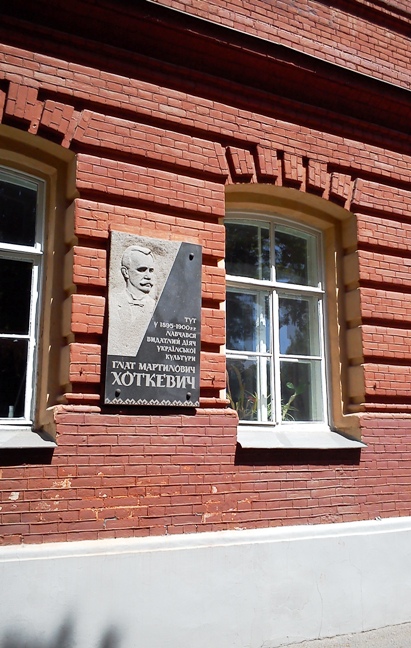 ТУТ
У 1895-1900 рр
НАВЧАВСЯ
ВИДАТНИЙ ДІЯЧ
УКРАЇНСЬКОЇ
КУЛЬТУРИ
ГНАТ МАРТИНОВИЧ
ХОТКЕВИЧ